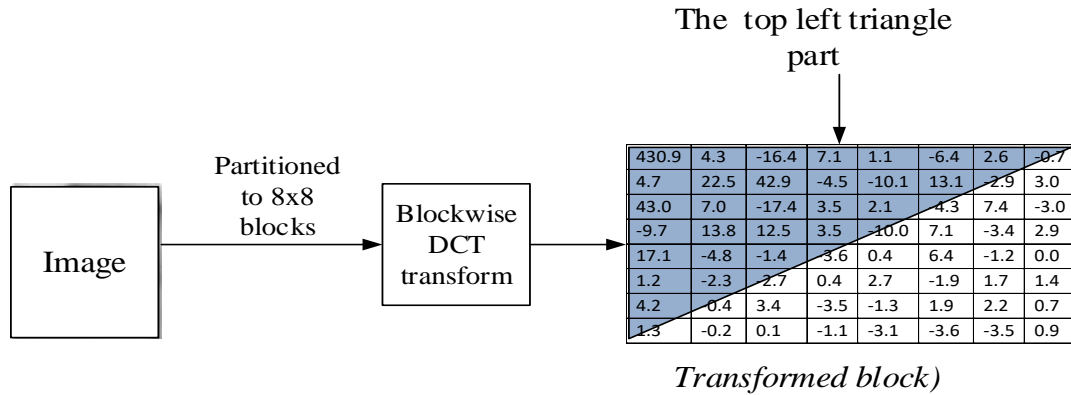 The top left triangle
part
Partitioned
to 8x8
blocks
Image
Blockwise
DCT
transform
430.9 4.3 -16.4 7.1 1.1 -6.4 2.6 -0.7
4.7 22.5 42.9 -4.5 -10.1 13.1 -2.9 3.0
43.0 7.0 -17.4 3.5 2.1 -4.3 7.4 -3.0
-9.7 13.8 12.5 3.5 -10.0 7.1 -3.4 2.9
17.1 -4.8 -1.4 -3.6 0.4 6.4 -1.2 0.0
1.2 -2.3 -2.7 0.4 2.7 -1.9 1.7 1.4
4.2 -0.4 3.4 -3.5 -1.3 1.9 2.2 0.7
1.3 -0.2 0.1 -1.1 -3.1 -3.6 -3.5 0.9
Transformed block)